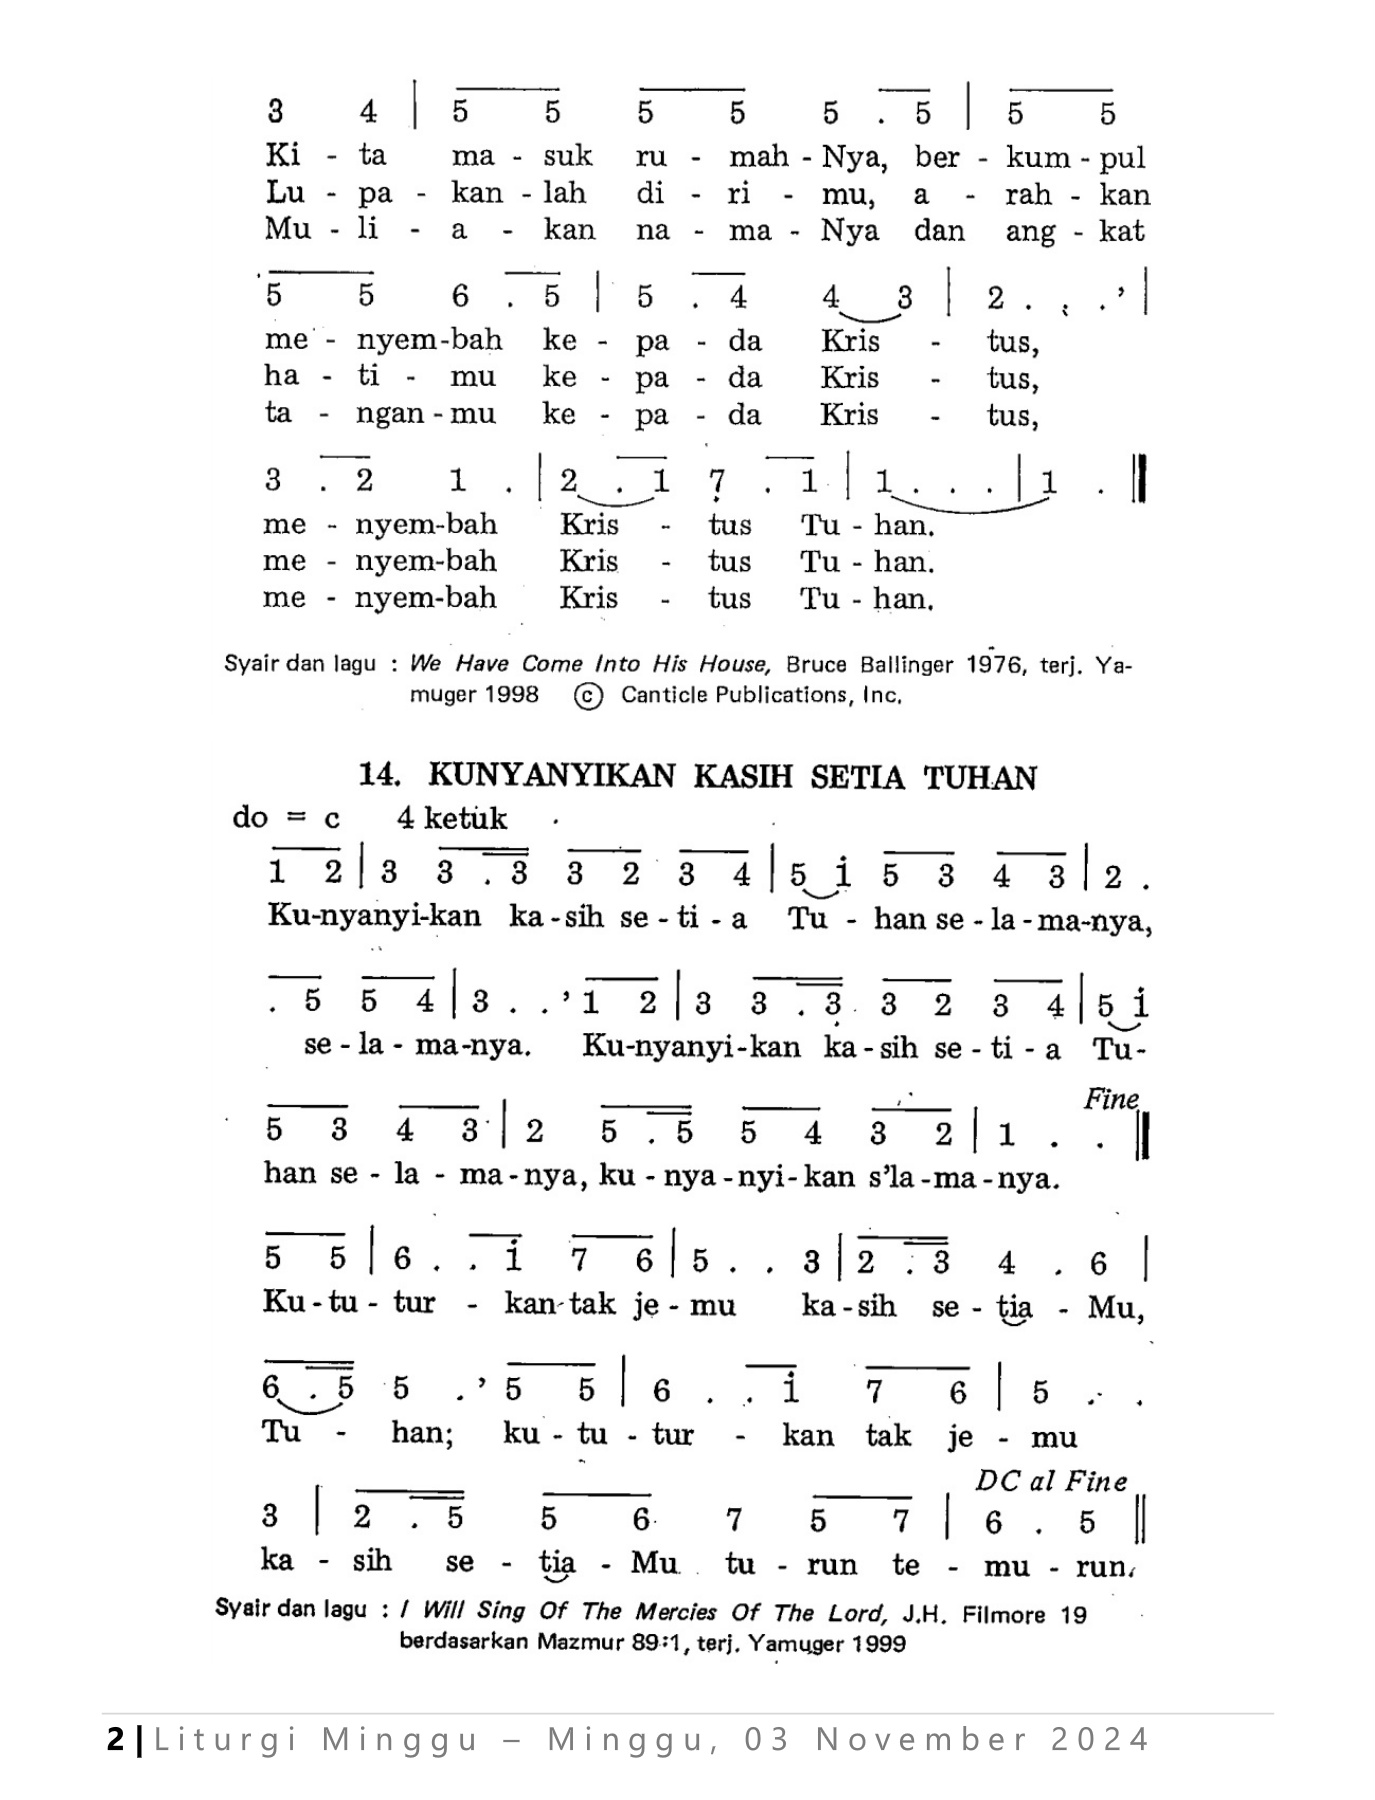 3 4 | 5 5 5 5 5 . 5 | 5 5
Ki - ta ma - suk ru - mah - Nya, ber - kum - pul
Lu - pa - kan - lah di - ri - mu, a - rah - kan
Mu - li - a - kan na - ma - Nya dan ang - kat
5 5 6 . 5 | 5 . 4 4 3 | 2 . . . ’ |
me - nyem-bah ke - pa - da Kris - tus,
ha - ti - mu ke - pa - da Kris - tus,
ta - ngan - mu ke - pa - da Kris - tus,
3 . 2 1 . | 2 . 1 7̣ . 1 | 1 . . . | 1 . ||
me - nyem-bah Kris - tus Tu - han.
me - nyem-bah Kris - tus Tu - han.
me - nyem-bah Kris - tus Tu - han.
Syair dan lagu : We Have Come Into His House, Bruce Ballinger 1976, terj. Ya-
muger 1998 © Canticle Publications, Inc.
14. KUNYANYIKAN KASIH SETIA TUHAN
do = c 4 ketuk
1 2 | 3 3 . 3 3 2 3 4 | 5 1̇ 5 3 4 3 | 2 .
Ku-nyanyi-kan ka-sih se-ti-a Tu - han se-la-ma-nya,
. 5 5 4 | 3 . . ’ 1 2 | 3 3 . 3 3 2 3 4 | 5 1̇
se-la- ma-nya. Ku-nyanyi-kan ka-sih se-ti-a Tu-
Fine
5 3 4 3 | 2 5 . 5 5 4 3 2 | 1 . . ||
han se - la - ma-nya, ku - nya-nyi-kan s’la-ma-nya.
5 5 | 6 . . 1̇ 7 6 | 5 . . 3 | 2 . 3 4 . 6 |
Ku-tu-tur - kan-tak je-mu ka-sih se - tia - Mu,
6 . 5 5 . ’ 5 5 | 6 . . 1̇ 7 6 | 5 . .
Tu - han; ku - tu - tur - kan tak je - mu
DC al Fine
3 | 2 . 5 5 6 7 5 7 | 6 . 5 ||
ka - sih se - tia - Mu tu - run te - mu - run.
Syair dan lagu : I Will Sing Of The Mercies Of The Lord, J.H. Filmore 19
berdasarkan Mazmur 89:1, terj. Yamuger 1999
2 | Liturgi Minggu – Minggu, 03 November 2024